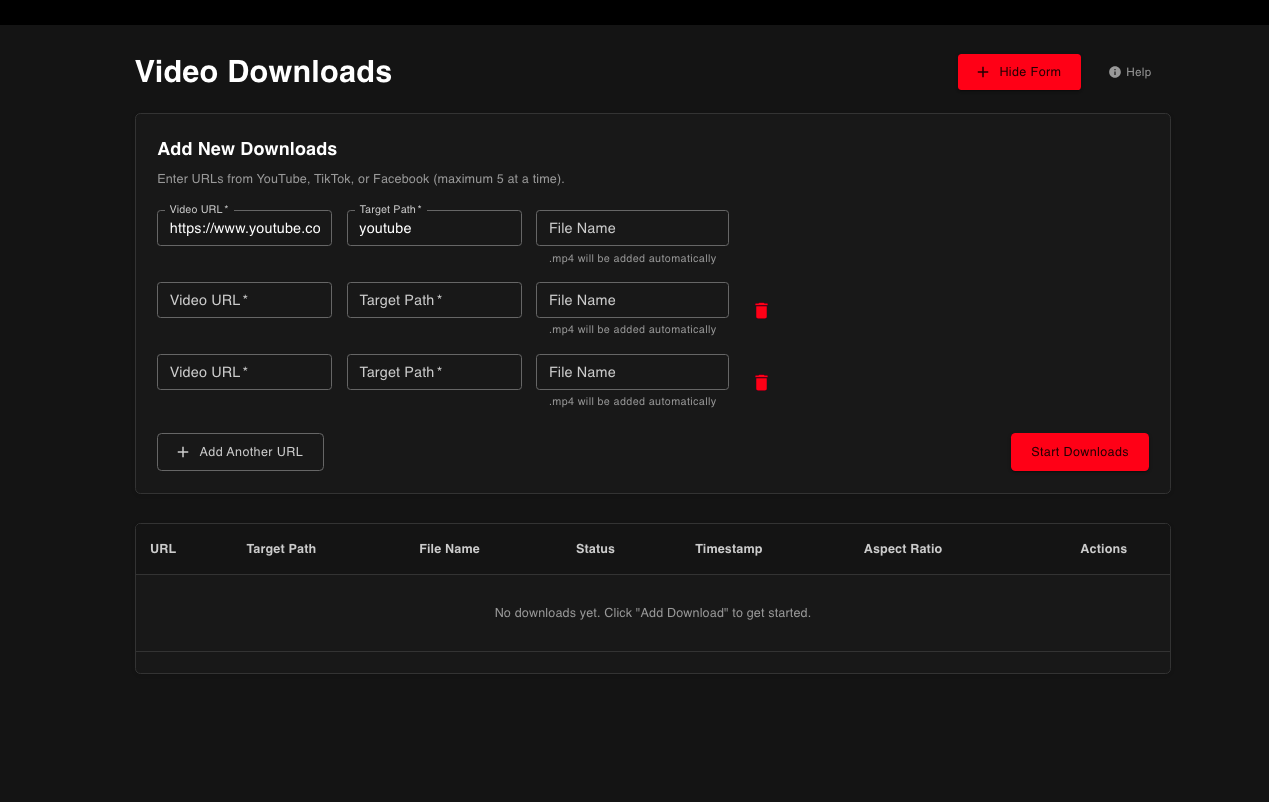 Video Downloads
Hide Form
Help
Add New Downloads
Enter URLs from YouTube, TikTok, or Facebook (maximum 5 at a time).
Video URL * Target Path *
https://www.youtube.co youtube File Name
.mp4 will be added automatically
Video URL * Target Path * File Name
.mp4 will be added automatically
Video URL * Target Path * File Name
.mp4 will be added automatically
Add Another URL Start Downloads
URL Target Path File Name Status Timestamp Aspect Ratio Actions
No downloads yet. Click "Add Download" to get started.